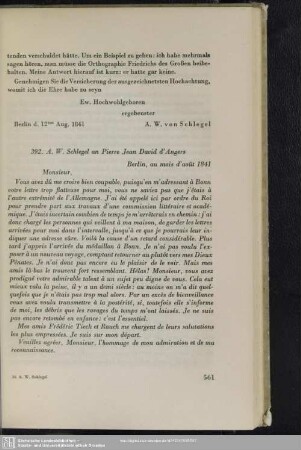 tenden verschuldet hätte. Um ein Beispiel zu geben: ich habe mehrmals
sagen hören, man müsse die Orthographie Friedrichs des Großen beibe-
halten. Meine Antwort hierauf ist kurz: er hatte gar keine.
Genehmigen Sie die Versicherung der ausgezeichneten Hochachtung,
womit ich die Ehre habe zu seyn
Ew. Hochwohlgeboren
ergebenster
Berlin d. 12ten Aug. 1841 A. W. von Schlegel
392. A. W. Schlegel an Pierre Jean David d'Angers
Berlin, au mois d'août 1841
Monsieur,
Vous avez dû me croire bien coupable, puisqu'en m'adressant à Bonn
votre lettre trop flatteuse pour moi, vous ne saviez pas que j'étais à
l'autre extrémité de l'Allemagne. J'ai été appelé ici par ordre du Roi
pour prendre part aux travaux d'une commission littéraire et acadé-
mique. J'étais incertain combien de temps je m'arrêterais en chemin: j'ai
donc chargé les personnes qui veillent à ma maison, de garder les lettres
arrivées pour moi dans l'intervalle, jusqu'à ce que je pourrais leur in-
diquer une adresse sûre. Voilà la cause d'un retard considérable. Plus
tard j'appris l'arrivée du médaillon à Bonn. Je n'ai pas voulu l'ex-
poser à un nouveau voyage, comptant retourner au plutôt vers mes Dieux
Pénates. Je n'ai donc pas encore eu le plaisir de le voir. Mais mes
amis là-bas le trouvent fort ressemblant. Hélas! Monsieur, vous avez
prodigué votre admirable talent à un sujet peu digne de vous. Cela eut
mieux valu la peine, il y a un demi siècle: au moins on m'a dit quel-
quefois que je n'étais pas trop mal alors. Par un excès de bienveillance
vous avez voulu transmettre à la postérité, si toutefois elle s'informe
de moi, les débris que les ravages du temps m'ont laissés. Je ne suis
pas encore retombé en enfance: c'est l'essentiel.
Mes amis Frédéric Tieck et Rauch me chargent de leurs salutations
les plus empressées. Je suis sur mon départ.
Veuillez agréer, Monsieur, l'hommage de mon admiration et de ma
reconnaissance.
36 A. W. Schlegel
561